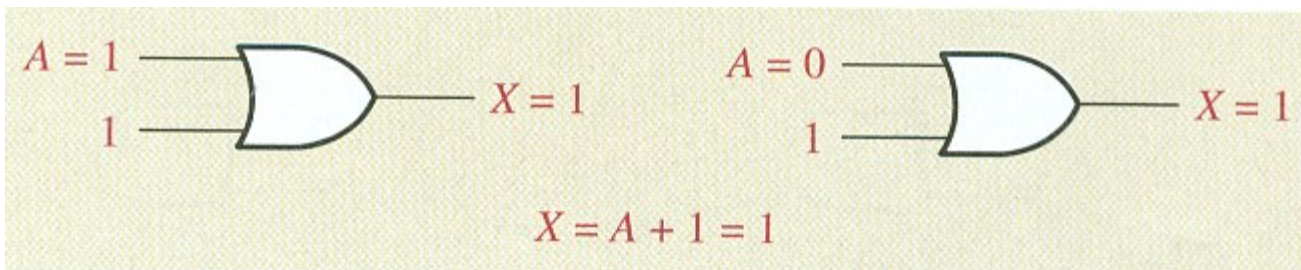 A = 1
1
X = 1
A = 0
1
X = 1
X = A + 1 = 1